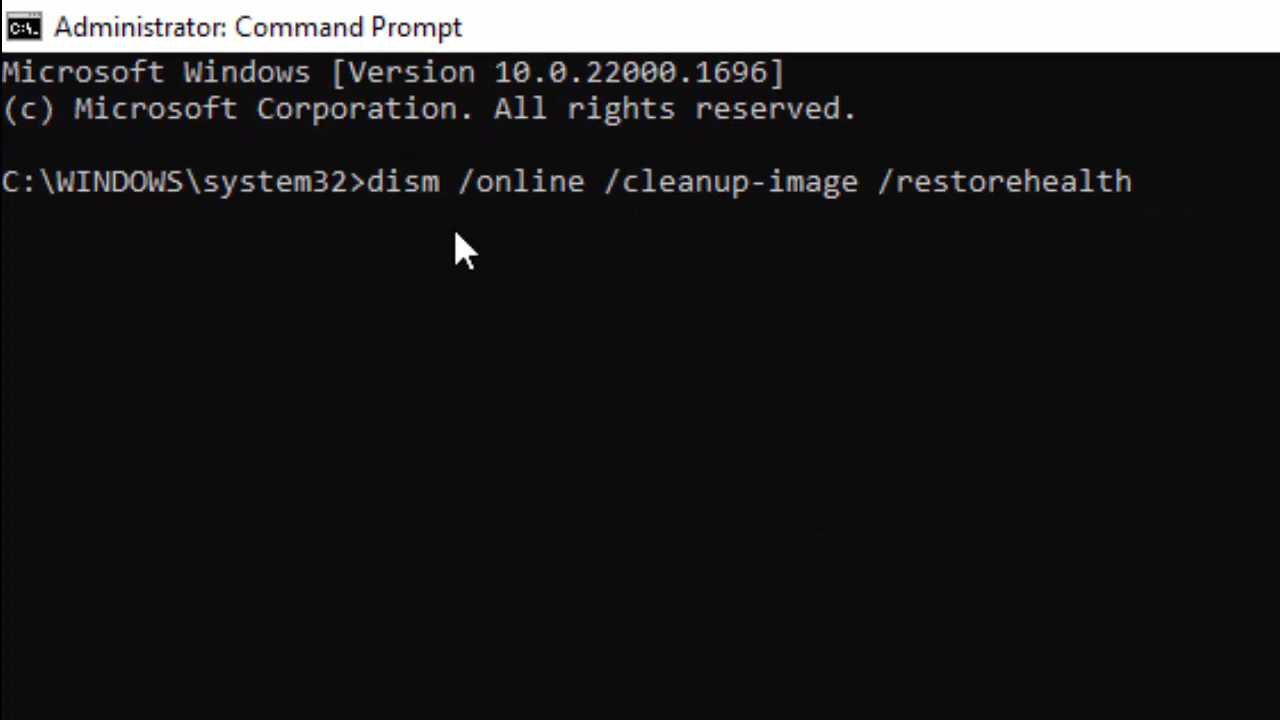 Administrator: Command Prompt
Microsoft Windows [Version 10.0.22000.1696]
(c) Microsoft Corporation. All rights reserved.
C:\WINDOWS\system32>dism /online /cleanup-image /restorehealth